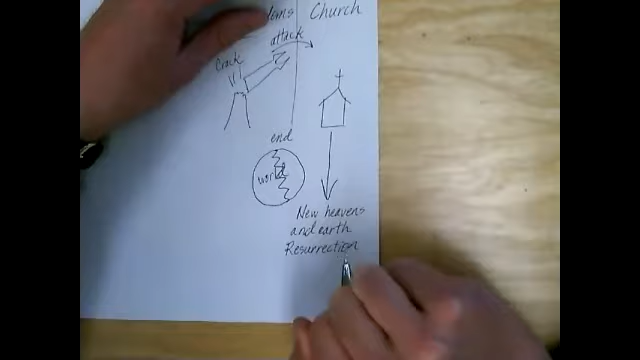 Church
attack
Crack
end
world
New heavens
and earth
Resurrection